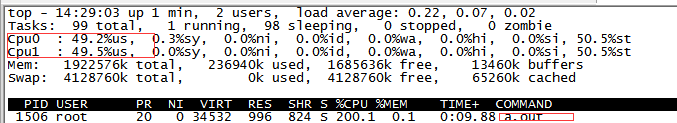 top - 14:29:03 up 1 min,  2 users,  load average: 0.22, 0.07, 0.02
Tasks:  99 total,   1 running,  98 sleeping,   0 stopped,   0 zombie
Cpu0  : 49.2%us,  0.3%sy,  0.0%ni,  0.0%id,  0.0%wa,  0.0%hi,  0.0%si, 50.5%st
Cpu1  : 49.5%us,  0.0%sy,  0.0%ni,  0.0%id,  0.0%wa,  0.0%hi,  0.0%si, 50.5%st
Mem:   1922576k total,   236940k used,  1685636k free,    13460k buffers
Swap:  4128760k total,        0k used,  4128760k free,    65260k cached
PID USER      PR  NI  VIRT  RES  SHR S %CPU %MEM    TIME+  COMMAND
1506 root      20   0 34532  996  824 S 200.1  0.1   0:09.88 a.out